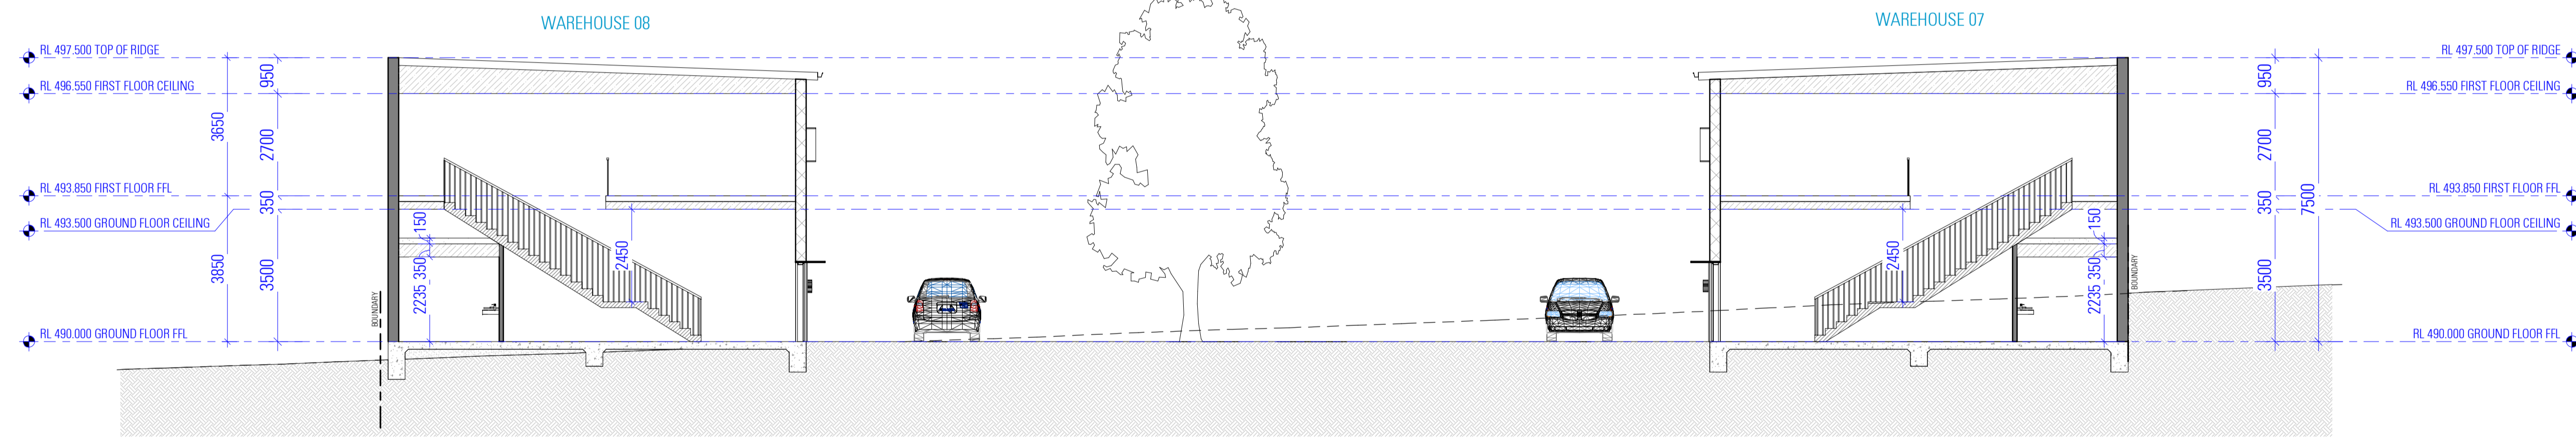 WAREHOUSE 08
WAREHOUSE 07
RL 497.500 TOP OF RIDGE
RL 496.550 FIRST FLOOR CEILING
RL 493.850 FIRST FLOOR FFL
RL 493.500 GROUND FLOOR CEILING
RL 490.000 GROUND FLOOR FFL
3650
3850
950
2700
350
3500
BOUNDARY
150
350
2235
2450
2450
150
350
2235
BOUNDARY
950
2700
350
3500
7500
RL 497.500 TOP OF RIDGE
RL 496.550 FIRST FLOOR CEILING
RL 493.850 FIRST FLOOR FFL
RL 493.500 GROUND FLOOR CEILING
RL 490.000 GROUND FLOOR FFL